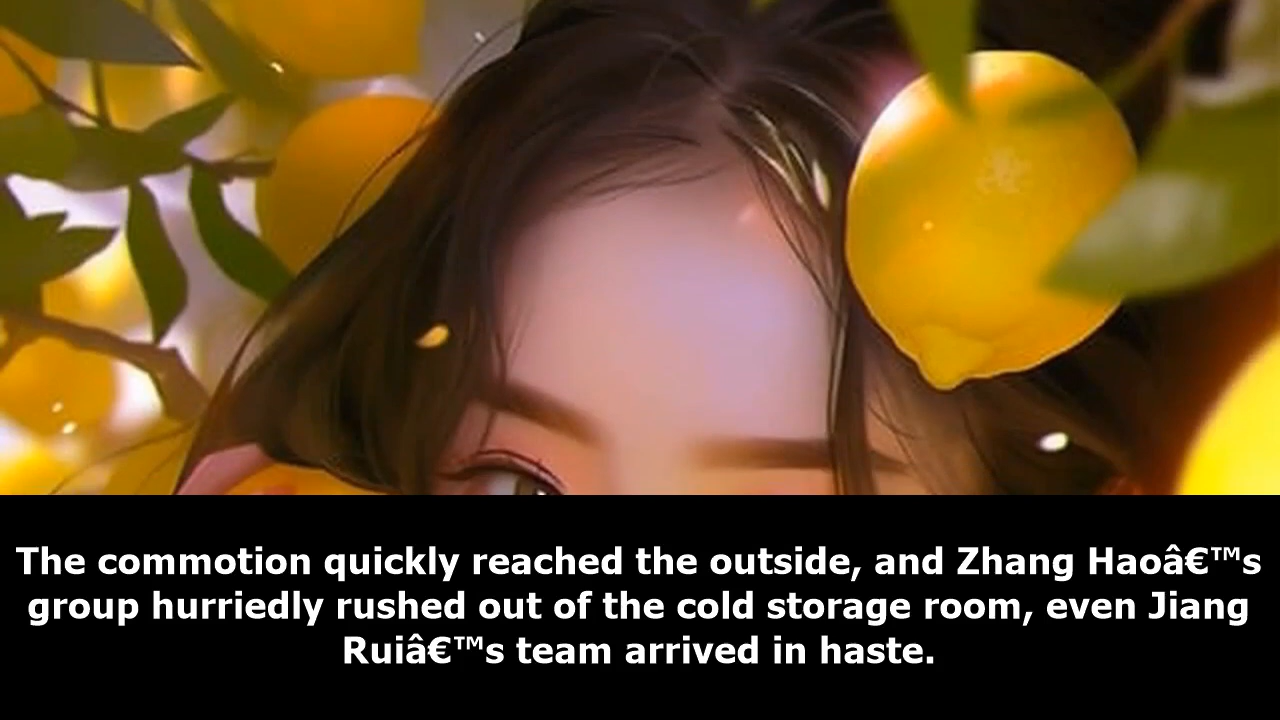 The commotion quickly reached the outside, and Zhang Haoâ€™s
group hurriedly rushed out of the cold storage room, even Jiang
Ruiâ€™s team arrived in haste.